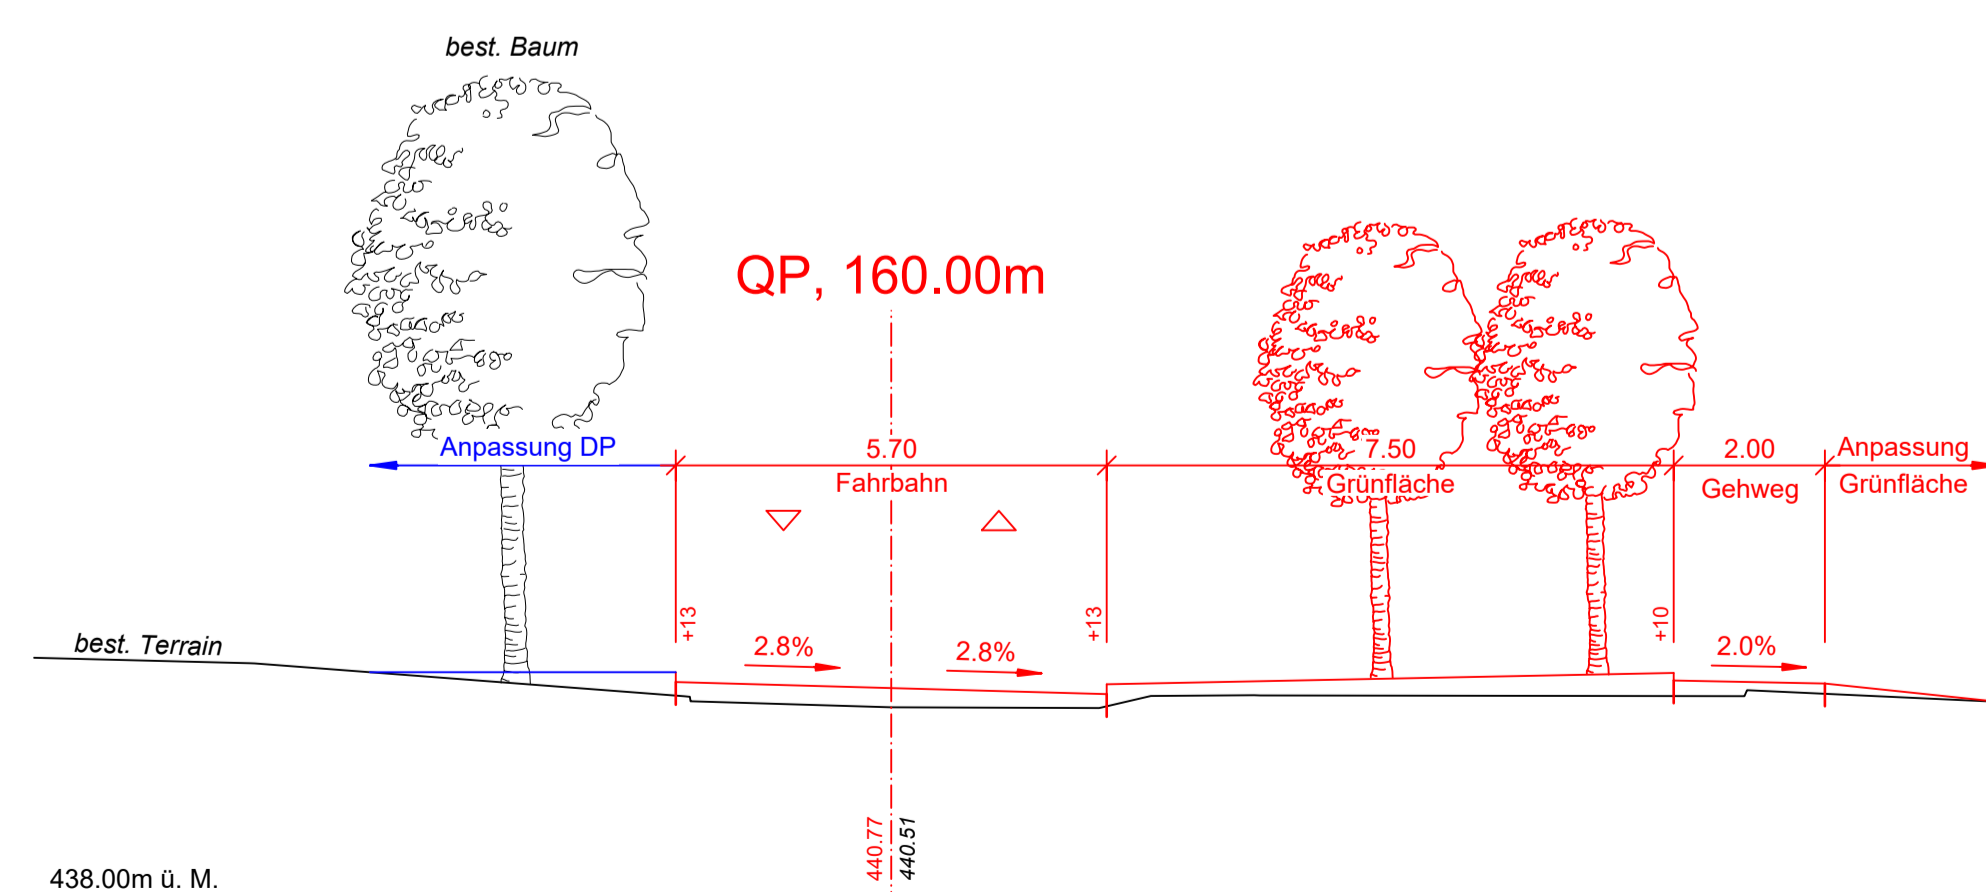 best. Baum
QP, 160.00m
Anpassung DP
5.70
Fahrbahn
7.50
Grünfläche
2.00
Gehweg
Anpassung
Grünfläche
+13
+13
+10
best. Terrain
2.8%
2.8%
2.0%
440.77
440.51
438.00m ü. M.